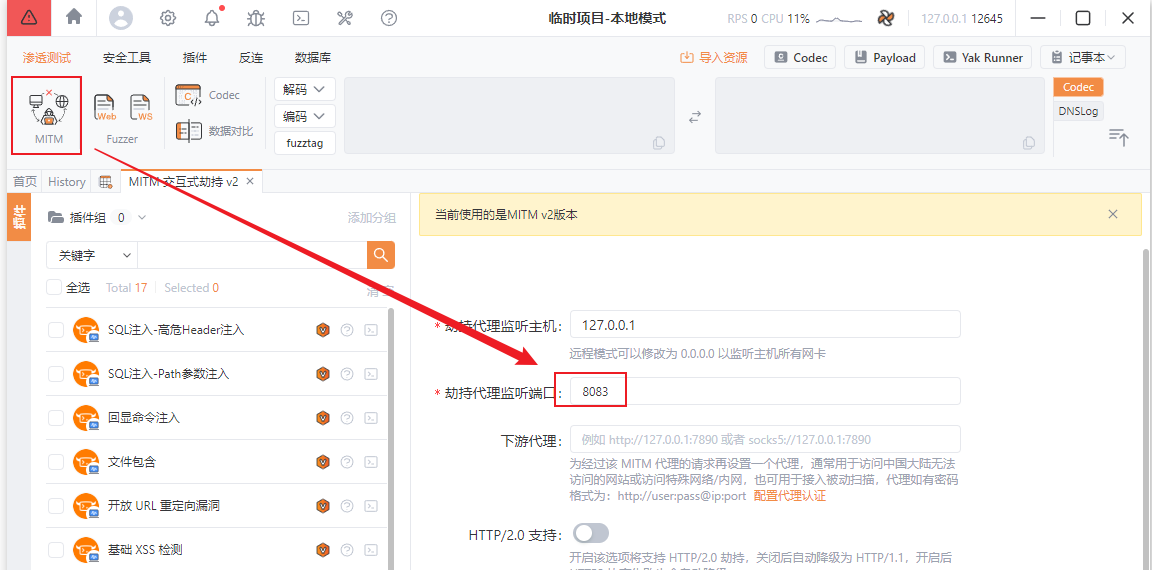 临时项目-本地模式
RPS 0 CPU 11%
127.0.0.1 12645
渗透测试 安全工具 插件 反连 数据库
导入资源 Codec Payload Yak Runner 记事本
MITM
Web WS
Fuzzer
Codec
数据对比
解码
编码
fuzztag
Codec
DNSLog
首页 History MITM 交互式劫持 v2
插件
插件组 0 添加分组
关键字
全选 Total 17 Selected 0 清空
SQL注入-高危Header注入
SQL注入-Path参数注入
回显命令注入
文件包含
开放 URL 重定向漏洞
基础 XSS 检测
当前使用的是MITM v2版本
* 劫持代理监听主机: 127.0.0.1
远程模式可以修改为 0.0.0.0 以监听主机所有网卡
* 劫持代理监听端口: 8083
下游代理: 例如 http://127.0.0.1:7890 或者 socks5://127.0.0.1:7890
为经过该 MITM 代理的请求再设置一个代理，通常用于访问中国大陆无法
访问的网站或访问特殊网络/内网，也可用于接入被动扫描，代理如有密码
格式为：http://user:pass@ip:port 配置代理认证
HTTP/2.0 支持:
开启该选项将支持 HTTP/2.0 劫持，关闭后自动降级为 HTTP/1.1，开启后